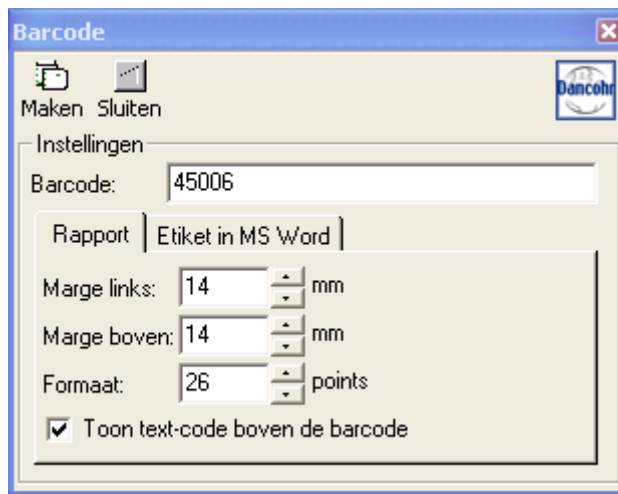 Barcode
Dancohr
Maken Sluiten
Instellingen
Barcode: 45006
Rapport Etiket in MS Word
Marge links: 14 mm
Marge boven: 14 mm
Formaat: 26 points
Toon text-code boven de barcode